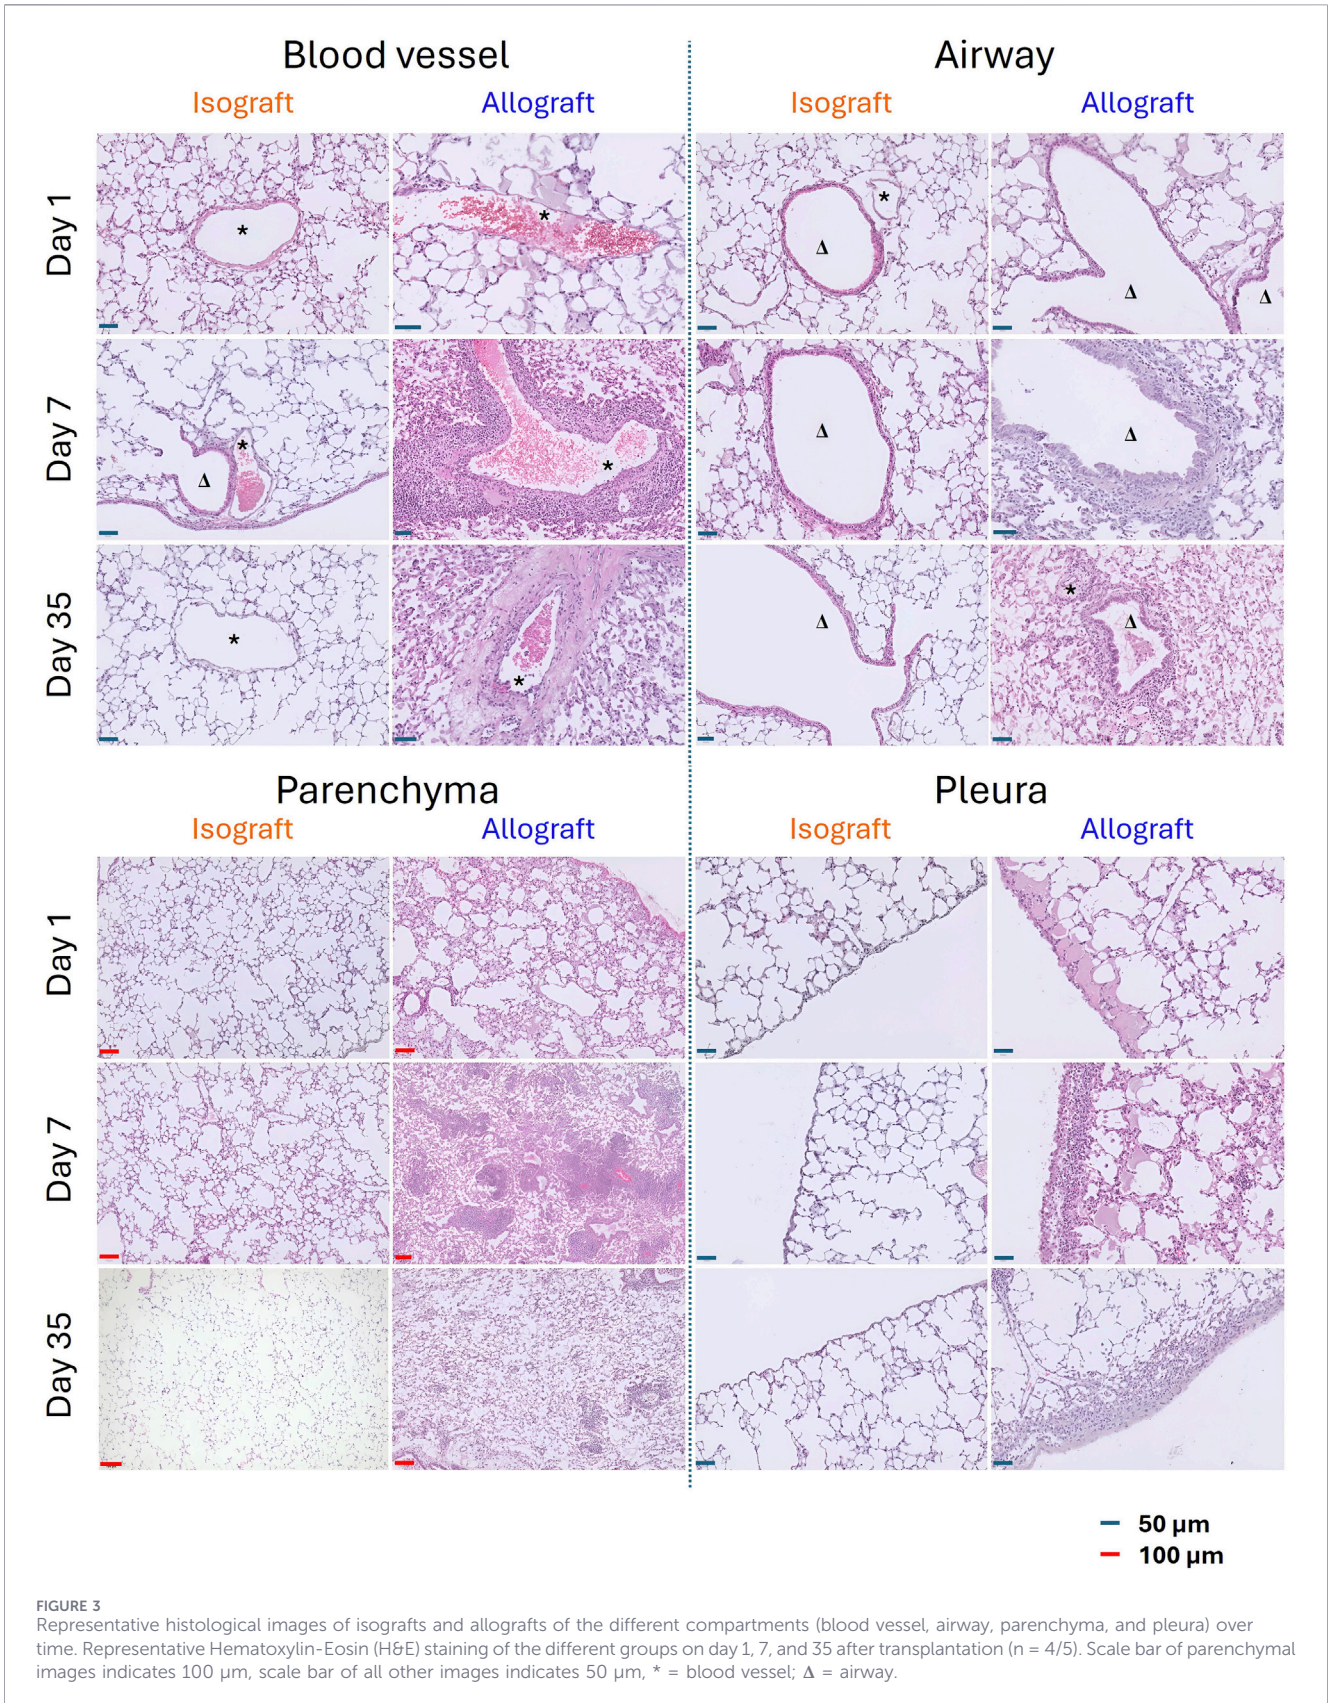 Blood vessel
Airway
Isograft
Allograft
Isograft
Allograft
Day 1
*
*
Δ
*
Δ
Δ
Day 7
Δ
*
*
Δ
Δ
Day 35
*
*
Δ
*
Δ
Parenchyma
Pleura
Isograft
Allograft
Isograft
Allograft
Day 1
Day 7
Day 35
50 µm
100 µm
FIGURE 3
Representative histological images of isografts and allografts of the different compartments (blood vessel, airway, parenchyma, and pleura) over
time. Representative Hematoxylin-Eosin (H&E) staining of the different groups on day 1, 7, and 35 after transplantation (n = 4/5). Scale bar of parenchymal
images indicates 100 µm, scale bar of all other images indicates 50 µm, * = blood vessel; Δ = airway.